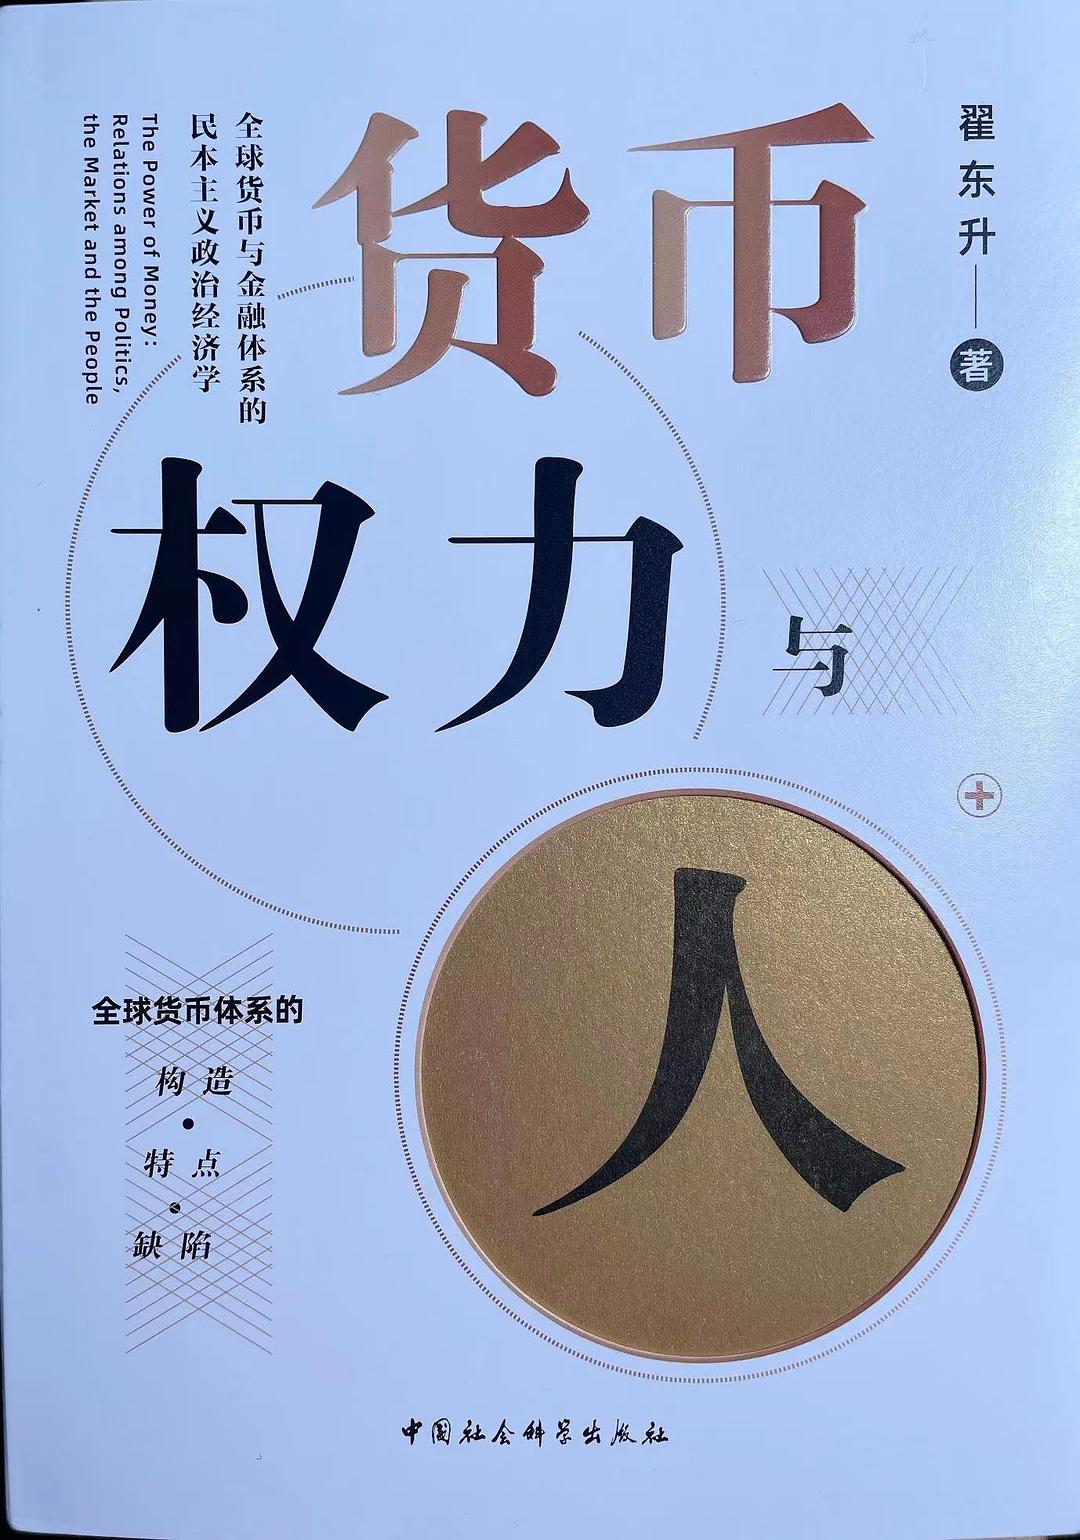 货币
权力
与
人
翟东升
著
全球货币与金融体系的
民本主义政治经济学
The Power of Money:
Relations among Politics,
the Market and the People
全球货币体系的
构造
特点
缺陷
中国社会科学出版社